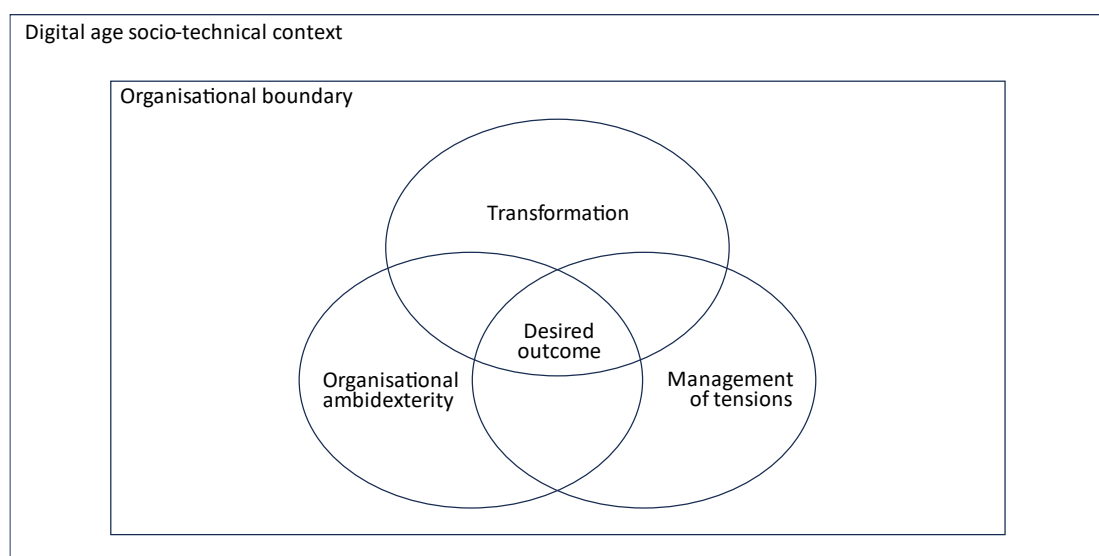 Digital age socio-technical context
Organisational boundary
Transformation
Desired
outcome
Organisational
ambidexterity
Management
of tensions